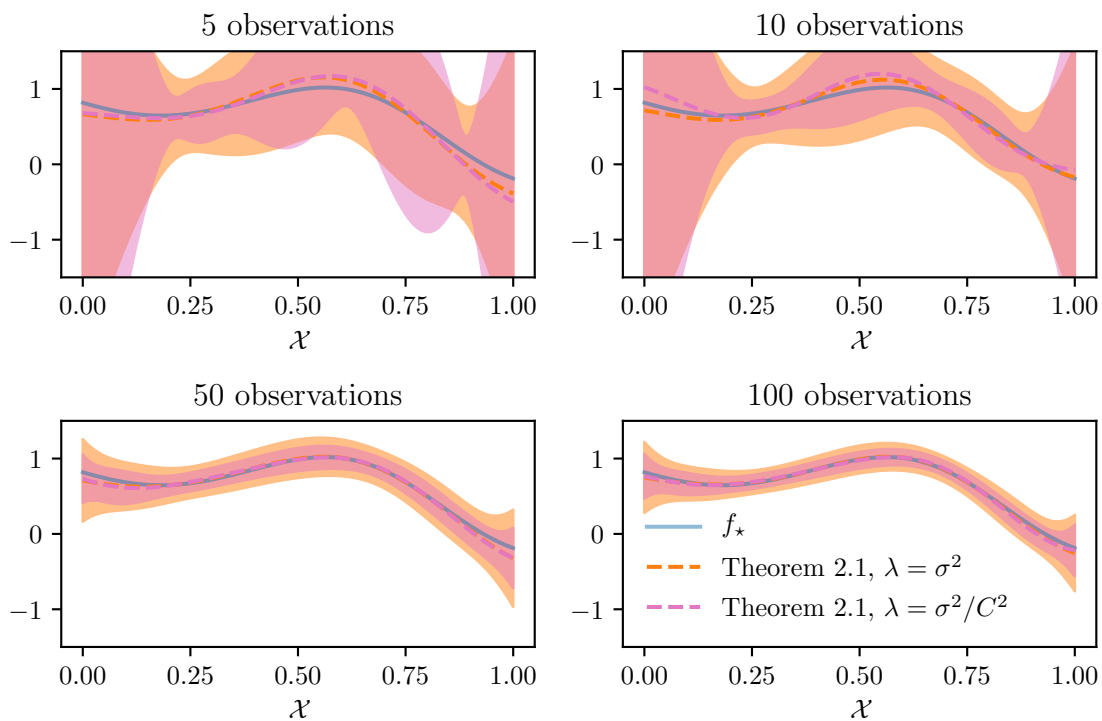 5 observations
10 observations
1
0
−1
0.00 0.25 0.50 0.75 1.00
𝒳
1
0
−1
0.00 0.25 0.50 0.75 1.00
𝒳
50 observations
100 observations
1
0
−1
0.00 0.25 0.50 0.75 1.00
𝒳
1
0
−1
f⋆
Theorem 2.1, λ = σ²
Theorem 2.1, λ = σ²/C²
0.00 0.25 0.50 0.75 1.00
𝒳